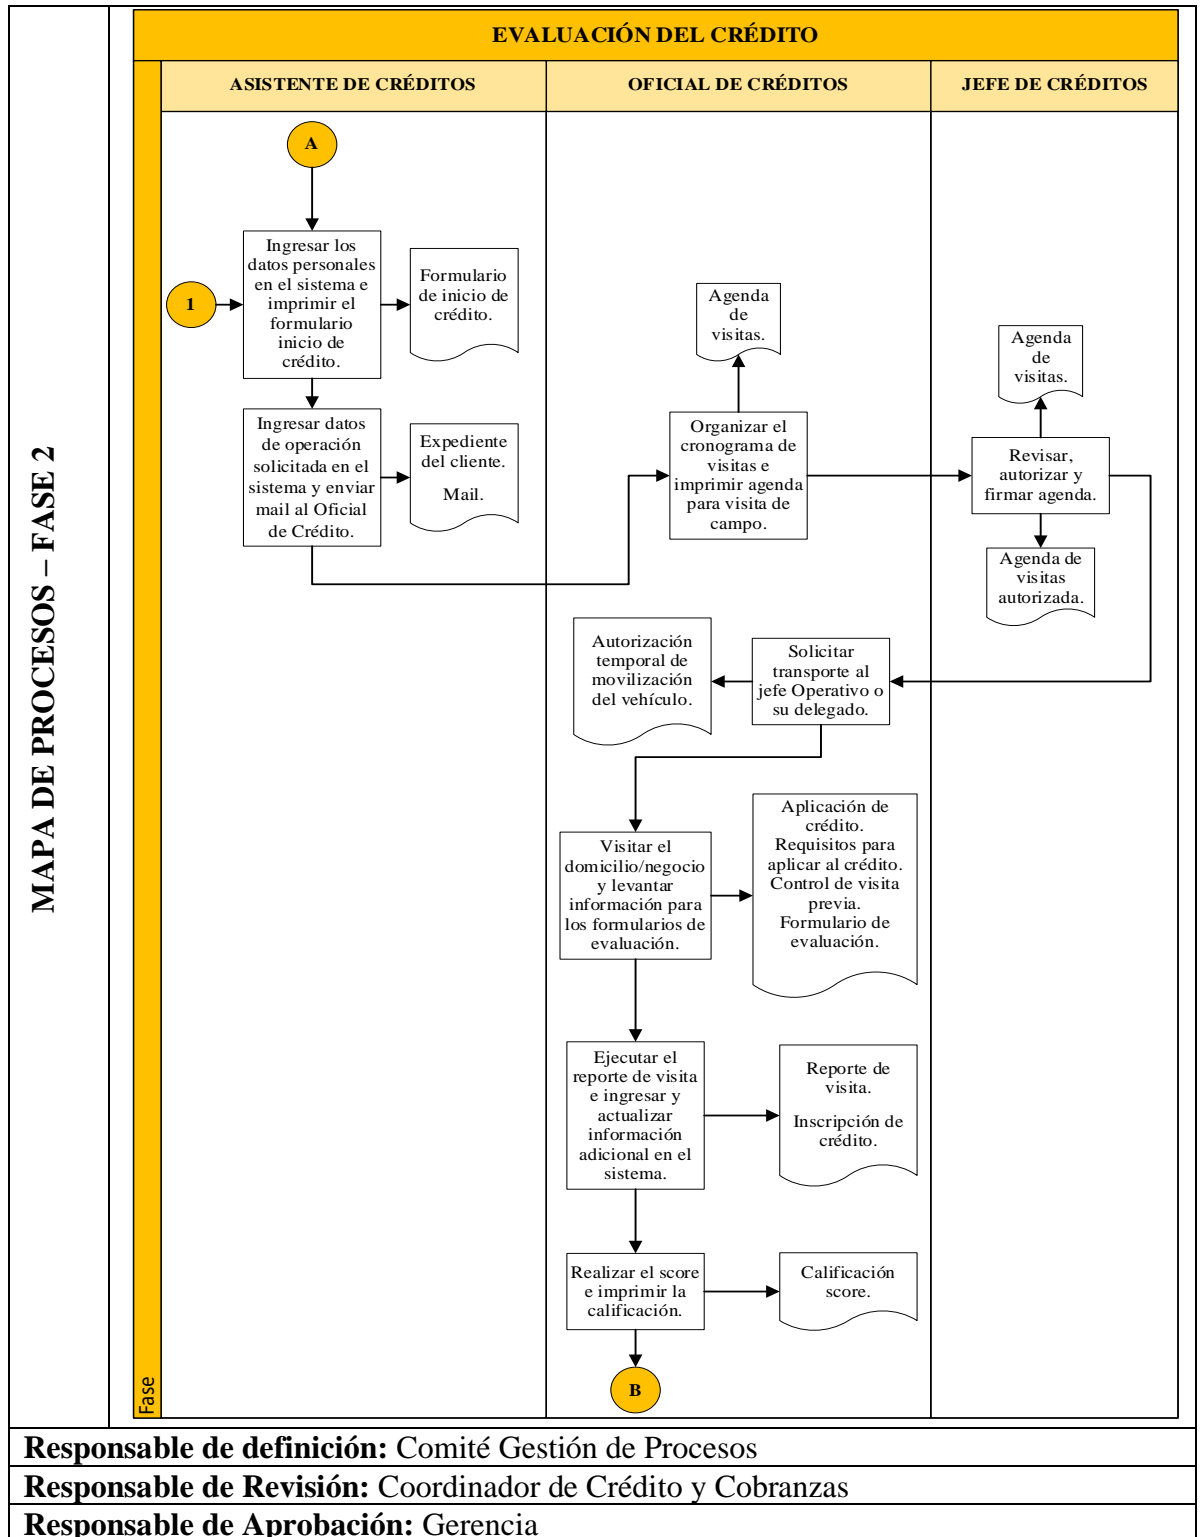 MAPA DE PROCESOS – FASE 2
EVALUACIÓN DEL CRÉDITO
Fase
ASISTENTE DE CRÉDITOS
OFICIAL DE CRÉDITOS
JEFE DE CRÉDITOS
A
1
Ingresar los
datos personales
en el sistema e
imprimir el
formulario
inicio de
crédito.
Formulario
de inicio de
crédito.
Ingresar datos
de operación
solicitada en el
sistema y enviar
mail al Oficial
de Crédito.
Expediente
del cliente.
Mail.
Agenda
de
visitas.
Organizar el
cronograma de
visitas e
imprimir agenda
para visita de
campo.
Agenda
de
visitas.
Revisar,
autorizar y
firmar agenda.
Agenda de
visitas
autorizada.
Autorización
temporal de
movilización
del vehículo.
Solicitar
transporte al
jefe Operativo o
su delegado.
Visitar el
domicilio/negocio
y levantar
información para
los formularios de
evaluación.
Aplicación de
crédito.
Requisitos para
aplicar al crédito.
Control de visita
previa.
Formulario de
evaluación.
Ejecutar el
reporte de visita
e ingresar y
actualizar
información
adicional en el
sistema.
Reporte de
visita.
Inscripción de
crédito.
Realizar el score
e imprimir la
calificación.
Calificación
score.
B
Responsable de definición: Comité Gestión de Procesos
Responsable de Revisión: Coordinador de Crédito y Cobranzas
Responsable de Aprobación: Gerencia